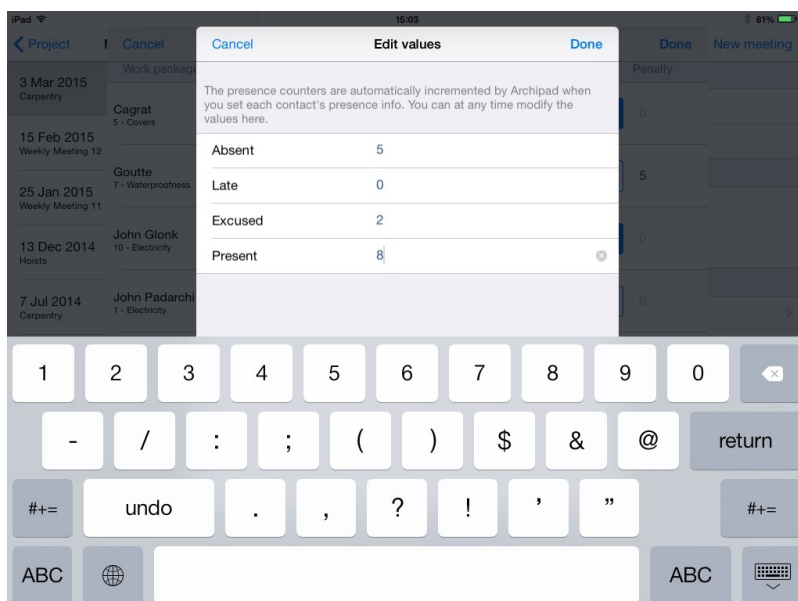 iPad 15:03 81%
Project Cancel Cancel Edit values Done Done New meeting
Work package Penalty
3 Mar 2015
Carpentry
15 Feb 2015
Weekly Meeting 12
25 Jan 2015
Weekly Meeting 11
13 Dec 2014
Hoists
7 Jul 2014
Carpentry
Cagrat
5 - Covers
Goutte
7 - Waterproofness
John Glonk
10 - Electricity
John Padarchi
1 - Electricity
The presence counters are automatically incremented by Archipad when
you set each contact's presence info. You can at any time modify the
values here.
Absent 5
Late 0
Excused 2
Present 8
0
5
0
0
1 2 3 4 5 6 7 8 9 0
- / : ; ( ) $ & @ return
#+= undo . , ? ! ’ ” #+=
ABC ABC